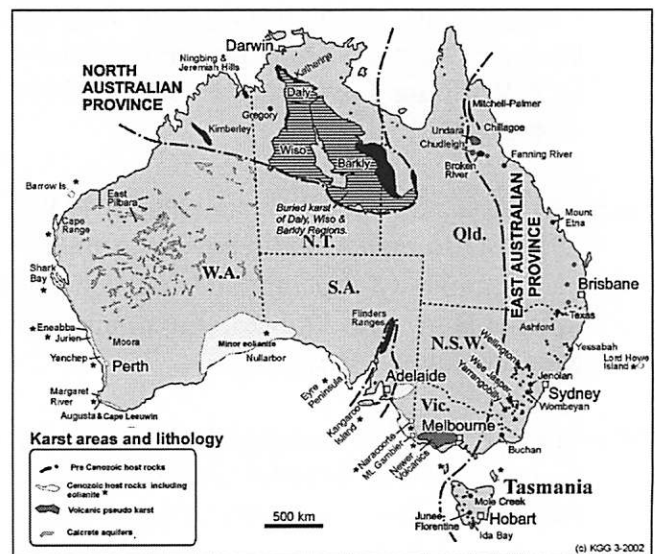 Darwin
Katherine
Ningbing &
Jeremiah Hills
NORTH
AUSTRALIAN
PROVINCE
Daly
Gregory
Kimberley
Wiso
Barkly
Mitchell-Palmer
Undara
Chillagoe
Chudleigh
Fanning River
Broken
River
Barrow Is.
East
Pilbara
Buried karst
of Daly, Wiso &
Barkly Regions.
Cape
Range
N.T.
Qld.
EAST AUSTRALIAN
PROVINCE
Mount
Etna
Shark
Bay
W.A.
S.A.
Brisbane
Texas
Ashford
Flinders
Ranges
Eneabba
Jurien
Moora
Minor eolianite
Nullarbor
N.S.W.
Wellington
Yessabah
Lord Howe
Island
Yanchep
Perth
Wee Jasper
Yarrangobilly
Jenolan
Sydney
Wombeyan
Eyre
Peninsula
Adelaide
Margaret
River
Augusta & Cape Leeuwin
Kangaroo
Island
Vic.
Melbourne
Naracoorte
Mt. Gambier
Newer
Volcanics
Buchan
Karst areas and lithology
Pre Cenozoic host rocks
Cenozoic host rocks including
eolianite
Volcanic pseudo karst
Calcrete aquifers
500 km
Tasmania
Mole Creek
Junee-
Florentine
Hobart
Ida Bay
(c) KGG 3-2002